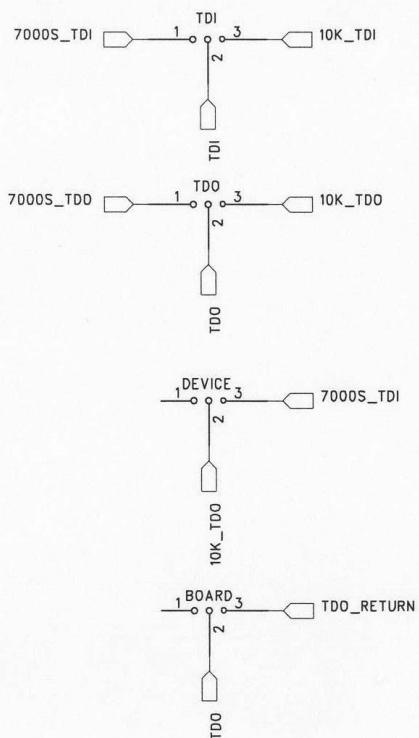 TDI
7000S_TDI 1 3 10K_TDI
2
TDI
TDO
7000S_TDO 1 3 10K_TDO
2
TDO
DEVICE
1 3 7000S_TDI
2
10K_TDO
BOARD
1 3 TDO_RETURN
2
TDO